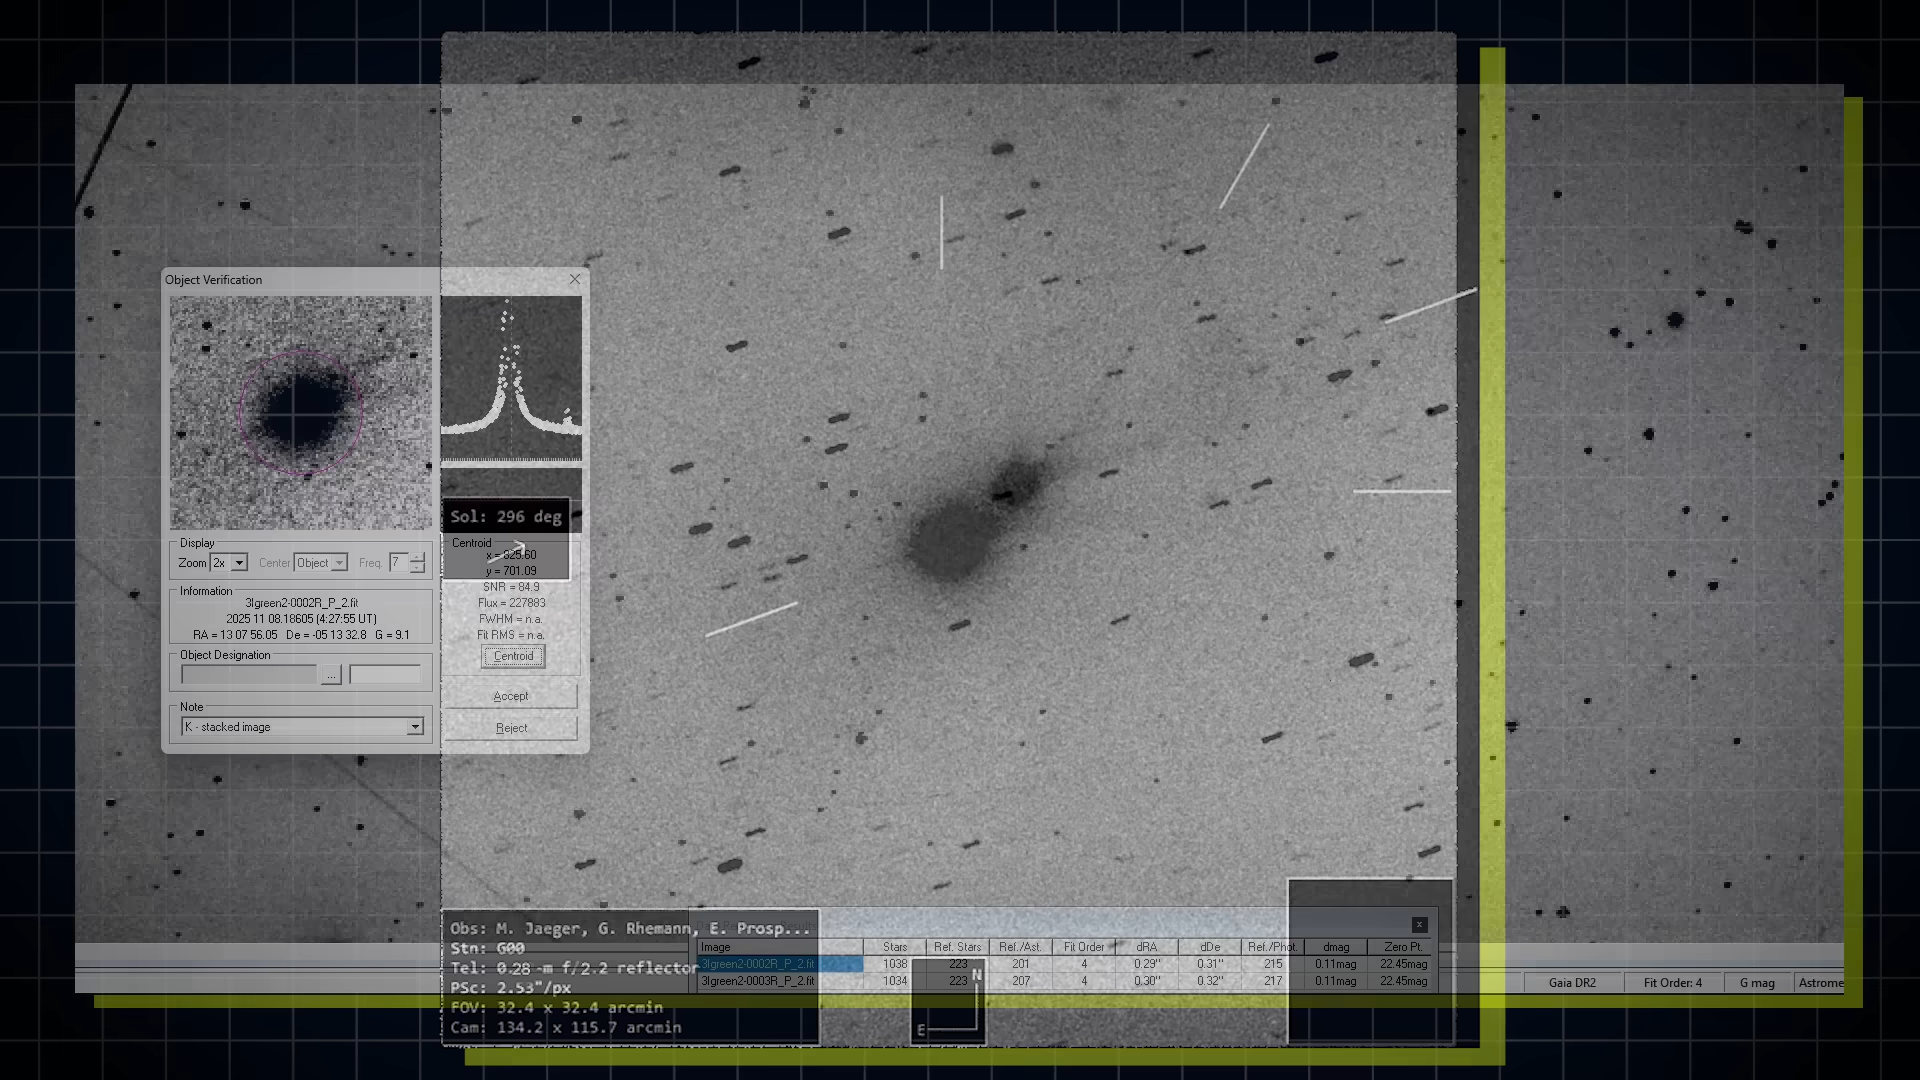 Object Verification
Sol: 296 deg
Display
Zoom 2x Center Object Freq. 7
Centroid
x = 825.60
y = 701.09
SNR = 84.9
Flux = 227883
FWHM = n.a.
Fit RMS = n.a.
Centroid
Accept
Reject
Information
3Igreen2-0002R_P_2.fit
2025 11 08.18605 (4:27:55 UT)
RA = 13 07 56.05 De = -05 13 32.8 G = 9.1
Object Designation
...
Note
K - stacked image
Obs: M. Jaeger, G. Rhemann, E. Prosp...
Stn: G00
Tel: 0.28-m f/2.2 reflector
PSc: 2.53"/px
FOV: 32.4 x 32.4 arcmin
Cam: 134.2 x 115.7 arcmin
Image Stars Ref. Stars Ref./Ast. Fit Order dRA dDe Ref./Phot. dmag Zero Pt.
3Igreen2-0002R_P_2.fit 1038 223 201 4 0.29" 0.31" 215 0.11mag 22.45mag
3Igreen2-0003R_P_2.fit 1034 223 207 4 0.30" 0.32" 217 0.11mag 22.45mag
N
E
Gaia DR2 Fit Order: 4 G mag Astrome